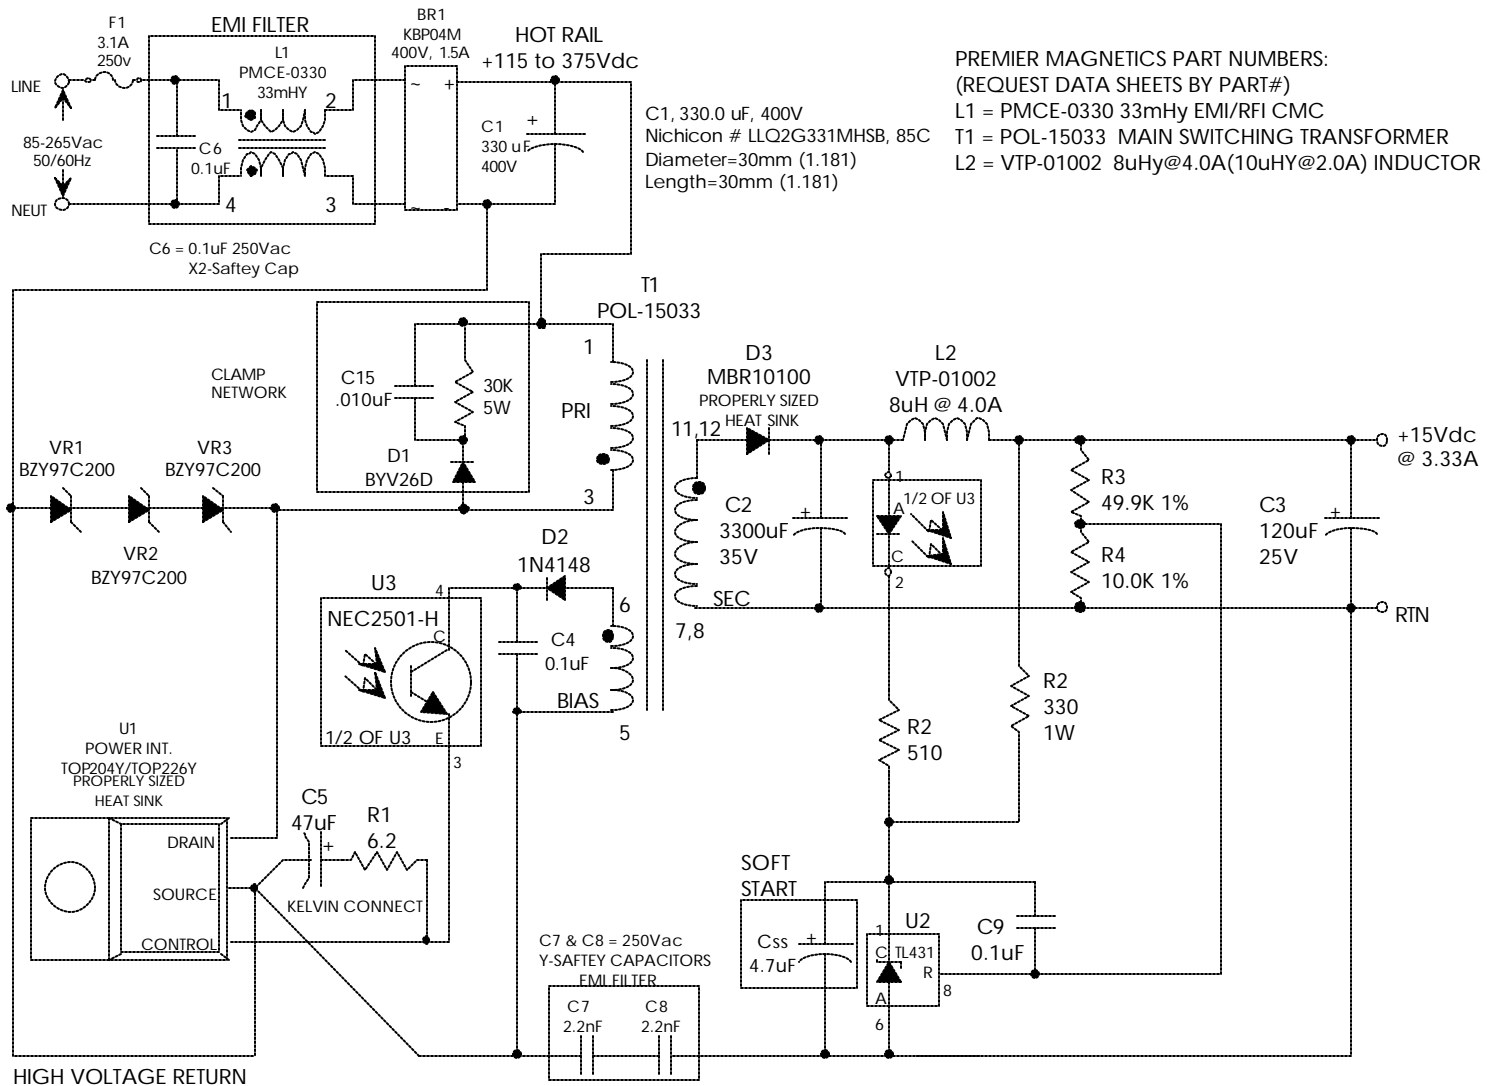 F1
3.1A
250v
EMI FILTER
L1
PMCE-0330
33mHY
1
2
4
3
LINE
85-265Vac
50/60Hz
NEUT
C6
0.1uF
C6 = 0.1uF 250Vac
X2-Saftey Cap
BR1
KBP04M
400V, 1.5A
~
+
~
-
HOT RAIL
+115 to 375Vdc
+
C1
330 uF
400V
C1, 330.0 uF, 400V
Nichicon # LLQ2G331MHSB, 85C
Diameter=30mm (1.181)
Length=30mm (1.181)
PREMIER MAGNETICS PART NUMBERS:
(REQUEST DATA SHEETS BY PART#)
L1 = PMCE-0330 33mHy EMI/RFI CMC
T1 = POL-15033 MAIN SWITCHING TRANSFORMER
L2 = VTP-01002 8uHy@4.0A(10uHY@2.0A) INDUCTOR
T1
POL-15033
CLAMP
NETWORK
C15
.010uF
30K
5W
D1
BYV26D
1
PRI
3
VR1
BZY97C200
VR3
BZY97C200
VR2
BZY97C200
D3
MBR10100
PROPERLY SIZED
HEAT SINK
11,12
L2
VTP-01002
8uH @ 4.0A
+15Vdc
@ 3.33A
C2
3300uF
35V
+
1
1/2 OF U3
A
C
2
R3
49.9K 1%
R4
10.0K 1%
C3
120uF
25V
+
SEC
7,8
RTN
D2
1N4148
U3
4
NEC2501-H
C
1/2 OF U3
E
3
C4
0.1uF
6
BIAS
5
R2
510
R2
330
1W
U1
POWER INT.
TOP204Y/TOP226Y
PROPERLY SIZED
HEAT SINK
DRAIN
SOURCE
CONTROL
C5
47uF
+
R1
6.2
KELVIN CONNECT
SOFT
START
Css
4.7uF
+
U2
1
C
TL431
R
8
A
6
C9
0.1uF
C7 & C8 = 250Vac
Y-SAFTEY CAPACITORS
EMI FILTER
C7
2.2nF
C8
2.2nF
HIGH VOLTAGE RETURN